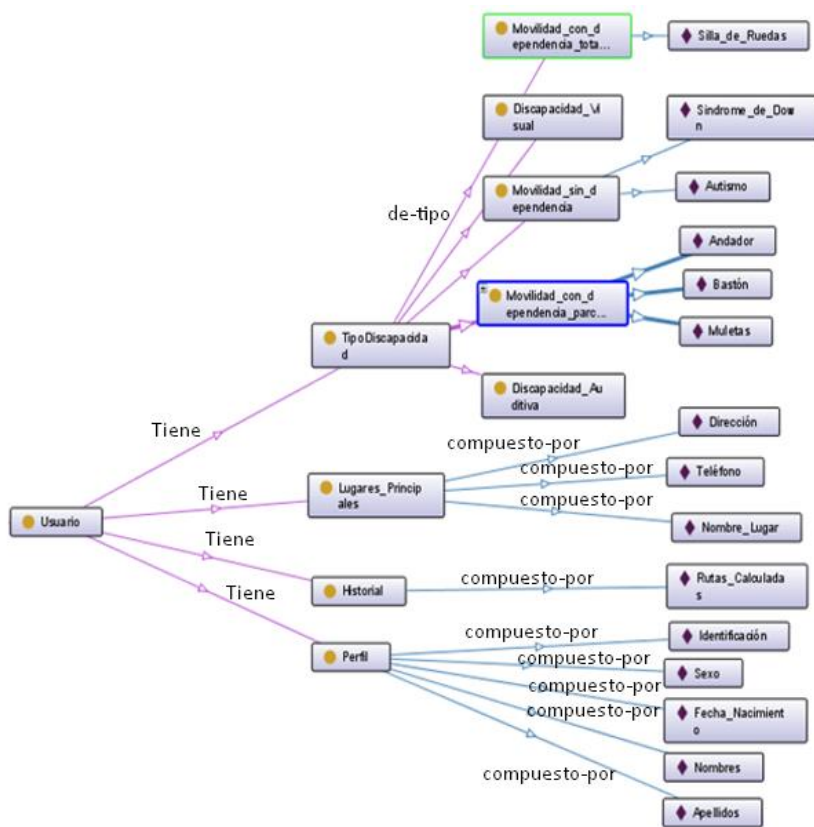 Movilidad_con_d
ependencia_tota...
Silla_de_Ruedas
Discapacidad_Vi
sual
Síndrome_de_Dow
n
Movilidad_sin_d
ependencia
Autismo
de-tipo
Andador
Movilidad_con_d
ependencia_parc...
Bastón
Muletas
TipoDiscapacida
d
Discapacidad_Au
ditiva
Tiene
Dirección
compuesto-por
Lugares_Princip
ales
compuesto-por
Teléfono
Tiene
compuesto-por
Usuario
Nombre_Lugar
Tiene
Historial
compuesto-por
Rutas_Calculada
s
Tiene
Perfil
compuesto-por
Identificación
compuesto-por
Sexo
compuesto-por
compuesto-por
Fecha_Nacimient
o
Nombres
compuesto-por
Apellidos